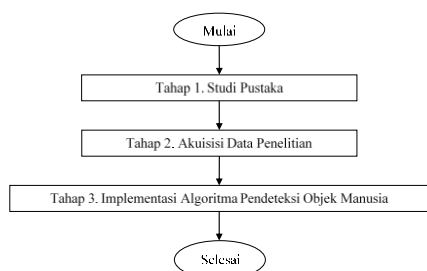 Mulai
Tahap 1. Studi Pustaka
Tahap 2. Akuisisi Data Penelitian
Tahap 3. Implementasi Algoritma Pendeteksi Objek Manusia
Selesai